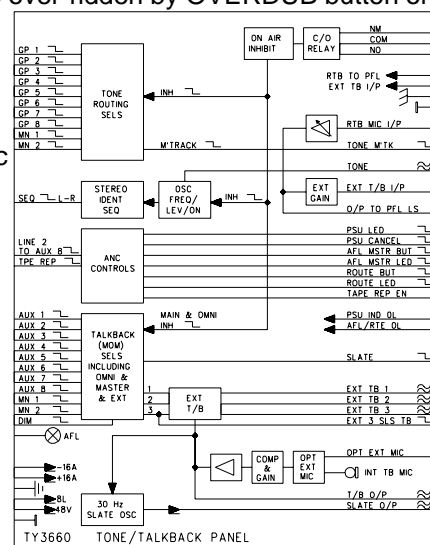 over-ridden by OVERDUB button or
GP 1
GP 2
GP 3
GP 4
GP 5
GP 6
GP 7
GP 8
MN 1
MN 2
TONE
ROUTING
SELS
ON AIR
INHIBIT
C/O
RELAY
NM
COM
NO
RTB TO PFL
EXT TB I/P
INH
RTB MIC I/P
M'TRACK
TONE M'TK
TONE
c
SEQ
L-R
STEREO
IDENT
SEQ
OSC
FREQ/
LEV/ON
INH
EXT
GAIN
EXT T/B I/P
O/P TO PFL LS
LINE 2
TO AUX 8
TPE REP
ANC
CONTROLS
PSU LED
PSU CANCEL
AFL MSTR BUT
AFL MSTR LED
ROUTE BUT
ROUTE LED
TAPE REP EN
AUX 1
AUX 2
AUX 3
AUX 4
AUX 5
AUX 6
AUX 7
AUX 8
MN 1
MN 2
DIM
TALKBACK
(MOM)
SELS
INCLUDING
OMNI &
MASTER
& EXT
MAIN & OMNI
INH
PSU IND OL
AFL/RTE OL
SLATE
1
2
3
EXT
T/B
EXT TB 1
EXT TB 2
EXT TB 3
EXT 3 SLS TB
AFL
COMP
&
GAIN
OPT
EXT
MIC
OPT EXT MIC
INT TB MIC
-16A
+16A
8L
48V
30 Hz
SLATE OSC
T/B O/P
SLATE O/P
TY3660 TONE/TALKBACK PANEL